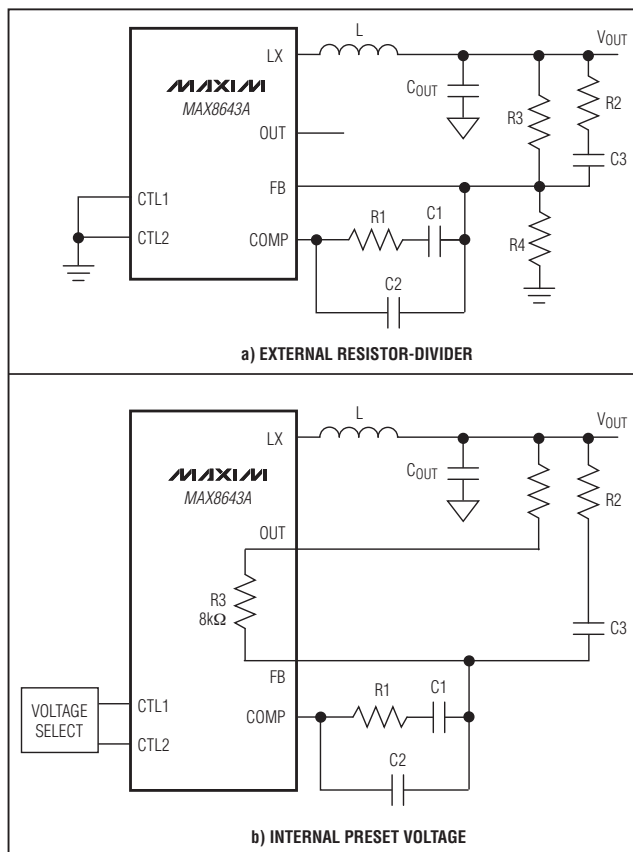 LX
L
VOUT
MAXIM
MAX8643A
COUT
R3
R2
OUT
C3
FB
CTL1
R1
C1
CTL2
COMP
R4
C2
a) EXTERNAL RESISTOR-DIVIDER
L
LX
VOUT
MAXIM
MAX8643A
COUT
R2
OUT
R3
8kΩ
C3
FB
VOLTAGE
SELECT
CTL1
R1
C1
COMP
CTL2
C2
b) INTERNAL PRESET VOLTAGE